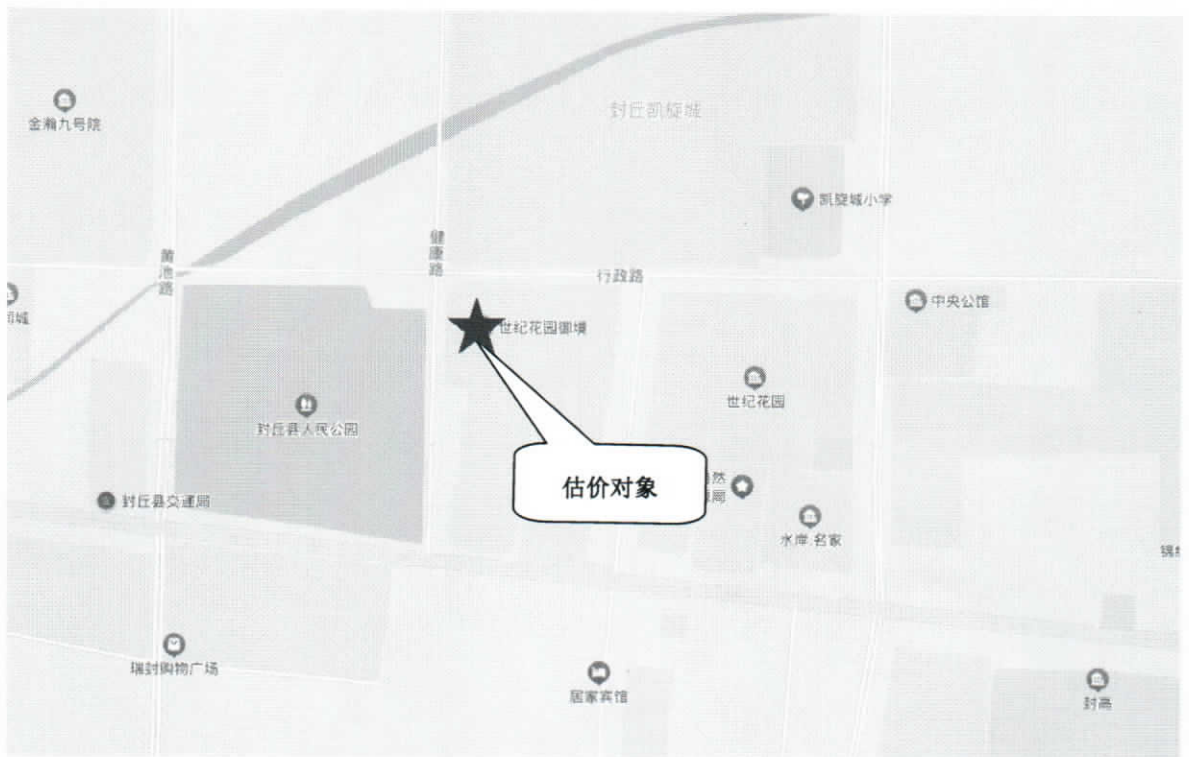 封丘凯旋城
金瀚九号院
凯旋城小学
健康路
黄池路
行政路
中央公馆
世纪花园
世纪花园
封丘县人民公园
估价对象
封丘县交通局
水岸 名家
瑞封购物广场
居家宾馆
封高